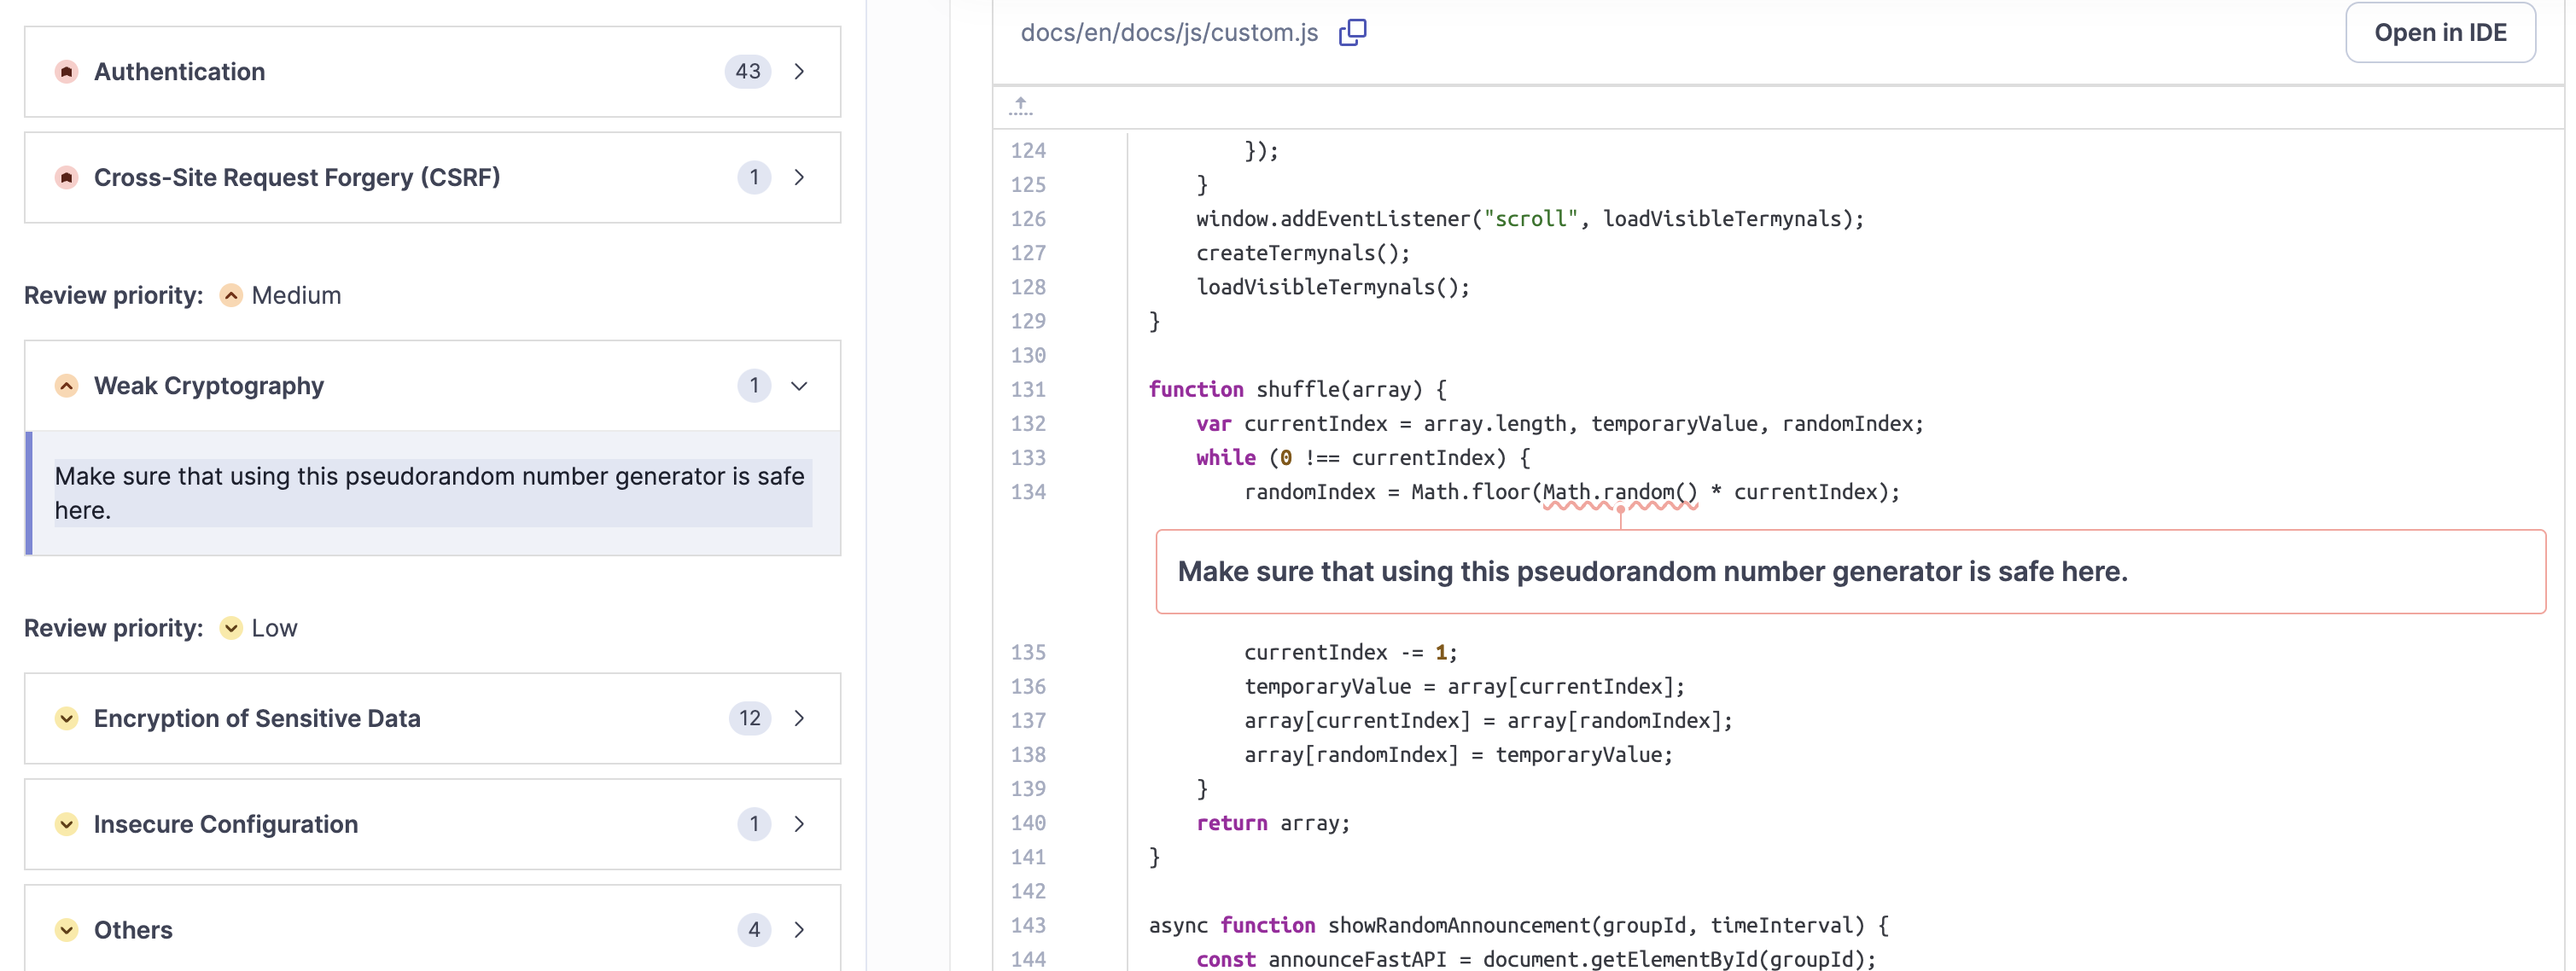 Authentication 43
Cross-Site Request Forgery (CSRF) 1
Review priority: Medium
Weak Cryptography 1
Make sure that using this pseudorandom number generator is safe
here.
Review priority: Low
Encryption of Sensitive Data 12
Insecure Configuration 1
Others 4
docs/en/docs/js/custom.js
Open in IDE
124         });
125     }
126     window.addEventListener("scroll", loadVisibleTermynals);
127     createTermynals();
128     loadVisibleTermynals();
129 }
130
131 function shuffle(array) {
132     var currentIndex = array.length, temporaryValue, randomIndex;
133     while (0 !== currentIndex) {
134         randomIndex = Math.floor(Math.random() * currentIndex);
Make sure that using this pseudorandom number generator is safe here.
135         currentIndex -= 1;
136         temporaryValue = array[currentIndex];
137         array[currentIndex] = array[randomIndex];
138         array[randomIndex] = temporaryValue;
139     }
140     return array;
141 }
142
143 async function showRandomAnnouncement(groupId, timeInterval) {
144     const announceFastAPI = document.getElementById(groupId);